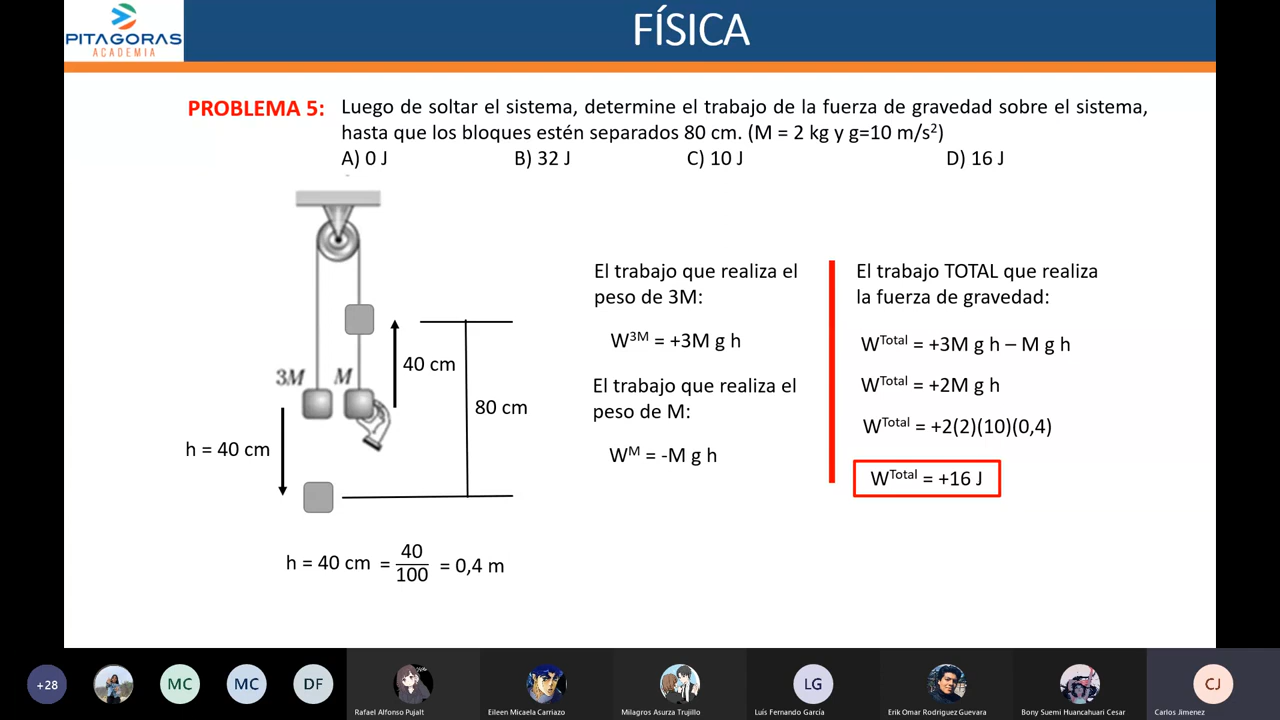 PITAGORAS
ACADEMIA
FÍSICA
PROBLEMA 5:
Luego de soltar el sistema, determine el trabajo de la fuerza de gravedad sobre el sistema,
hasta que los bloques estén separados 80 cm. (M = 2 kg y g=10 m/s²)
A) 0 J B) 32 J C) 10 J D) 16 J
3M M
40 cm
80 cm
h = 40 cm
h = 40 cm = 40/100 = 0,4 m
El trabajo que realiza el
peso de 3M:
W³ᴹ = +3M g h
El trabajo que realiza el
peso de M:
Wᴹ = -M g h
El trabajo TOTAL que realiza
la fuerza de gravedad:
Wᵀᵒᵗᵃˡ = +3M g h – M g h
Wᵀᵒᵗᵃˡ = +2M g h
Wᵀᵒᵗᵃˡ = +2(2)(10)(0,4)
Wᵀᵒᵗᵃˡ = +16 J
+28
MC
MC
DF
LG
CJ
Rafael Alfonso Pujalt
Eileen Micaela Carriazo
Milagros Asurza Trujillo
Luis Fernando García
Erik Omar Rodriguez Guevara
Bony Suemi Huancahuari Cesar
Carlos Jimenez